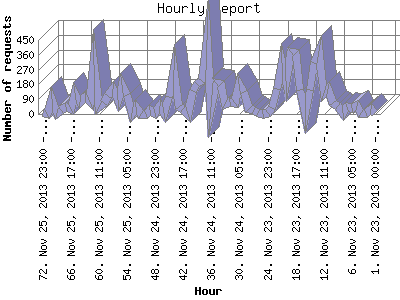 Hourly Report
Number of requests
450
360
270
180
90
0
72. Nov 25, 2013 23:00 - ...
66. Nov 25, 2013 17:00 - ...
60. Nov 25, 2013 11:00 - ...
54. Nov 25, 2013 05:00 - ...
48. Nov 24, 2013 23:00 - ...
42. Nov 24, 2013 17:00 - ...
36. Nov 24, 2013 11:00 - ...
30. Nov 24, 2013 05:00 - ...
24. Nov 23, 2013 23:00 - ...
18. Nov 23, 2013 17:00 - ...
12. Nov 23, 2013 11:00 - ...
6. Nov 23, 2013 05:00 - ...
1. Nov 23, 2013 00:00 - ...
Hour